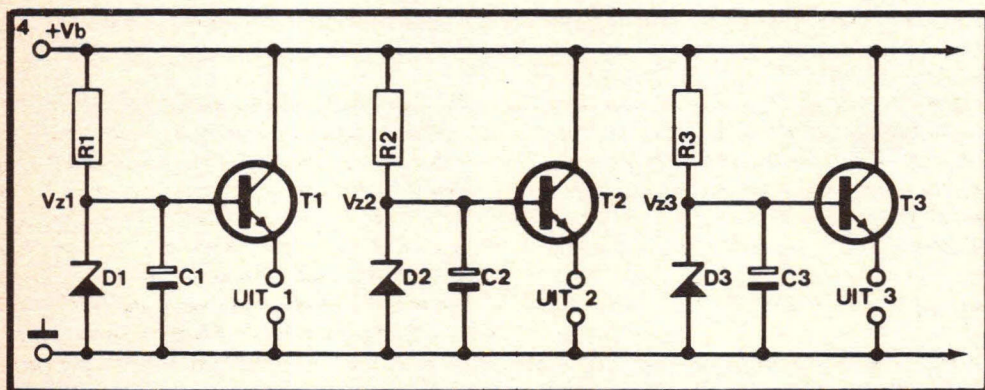 4 +Vb
R1 R2 R3
Vz1 T1 Vz2 T2 Vz3 T3
D1 C1 D2 C2 D3 C3
UIT 1 UIT 2 UIT 3